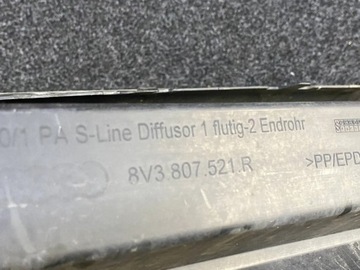 0/1 PA S-Line Diffusor 1 flutig-2 Endrohr
8V3.807.521.R >PP/EPD